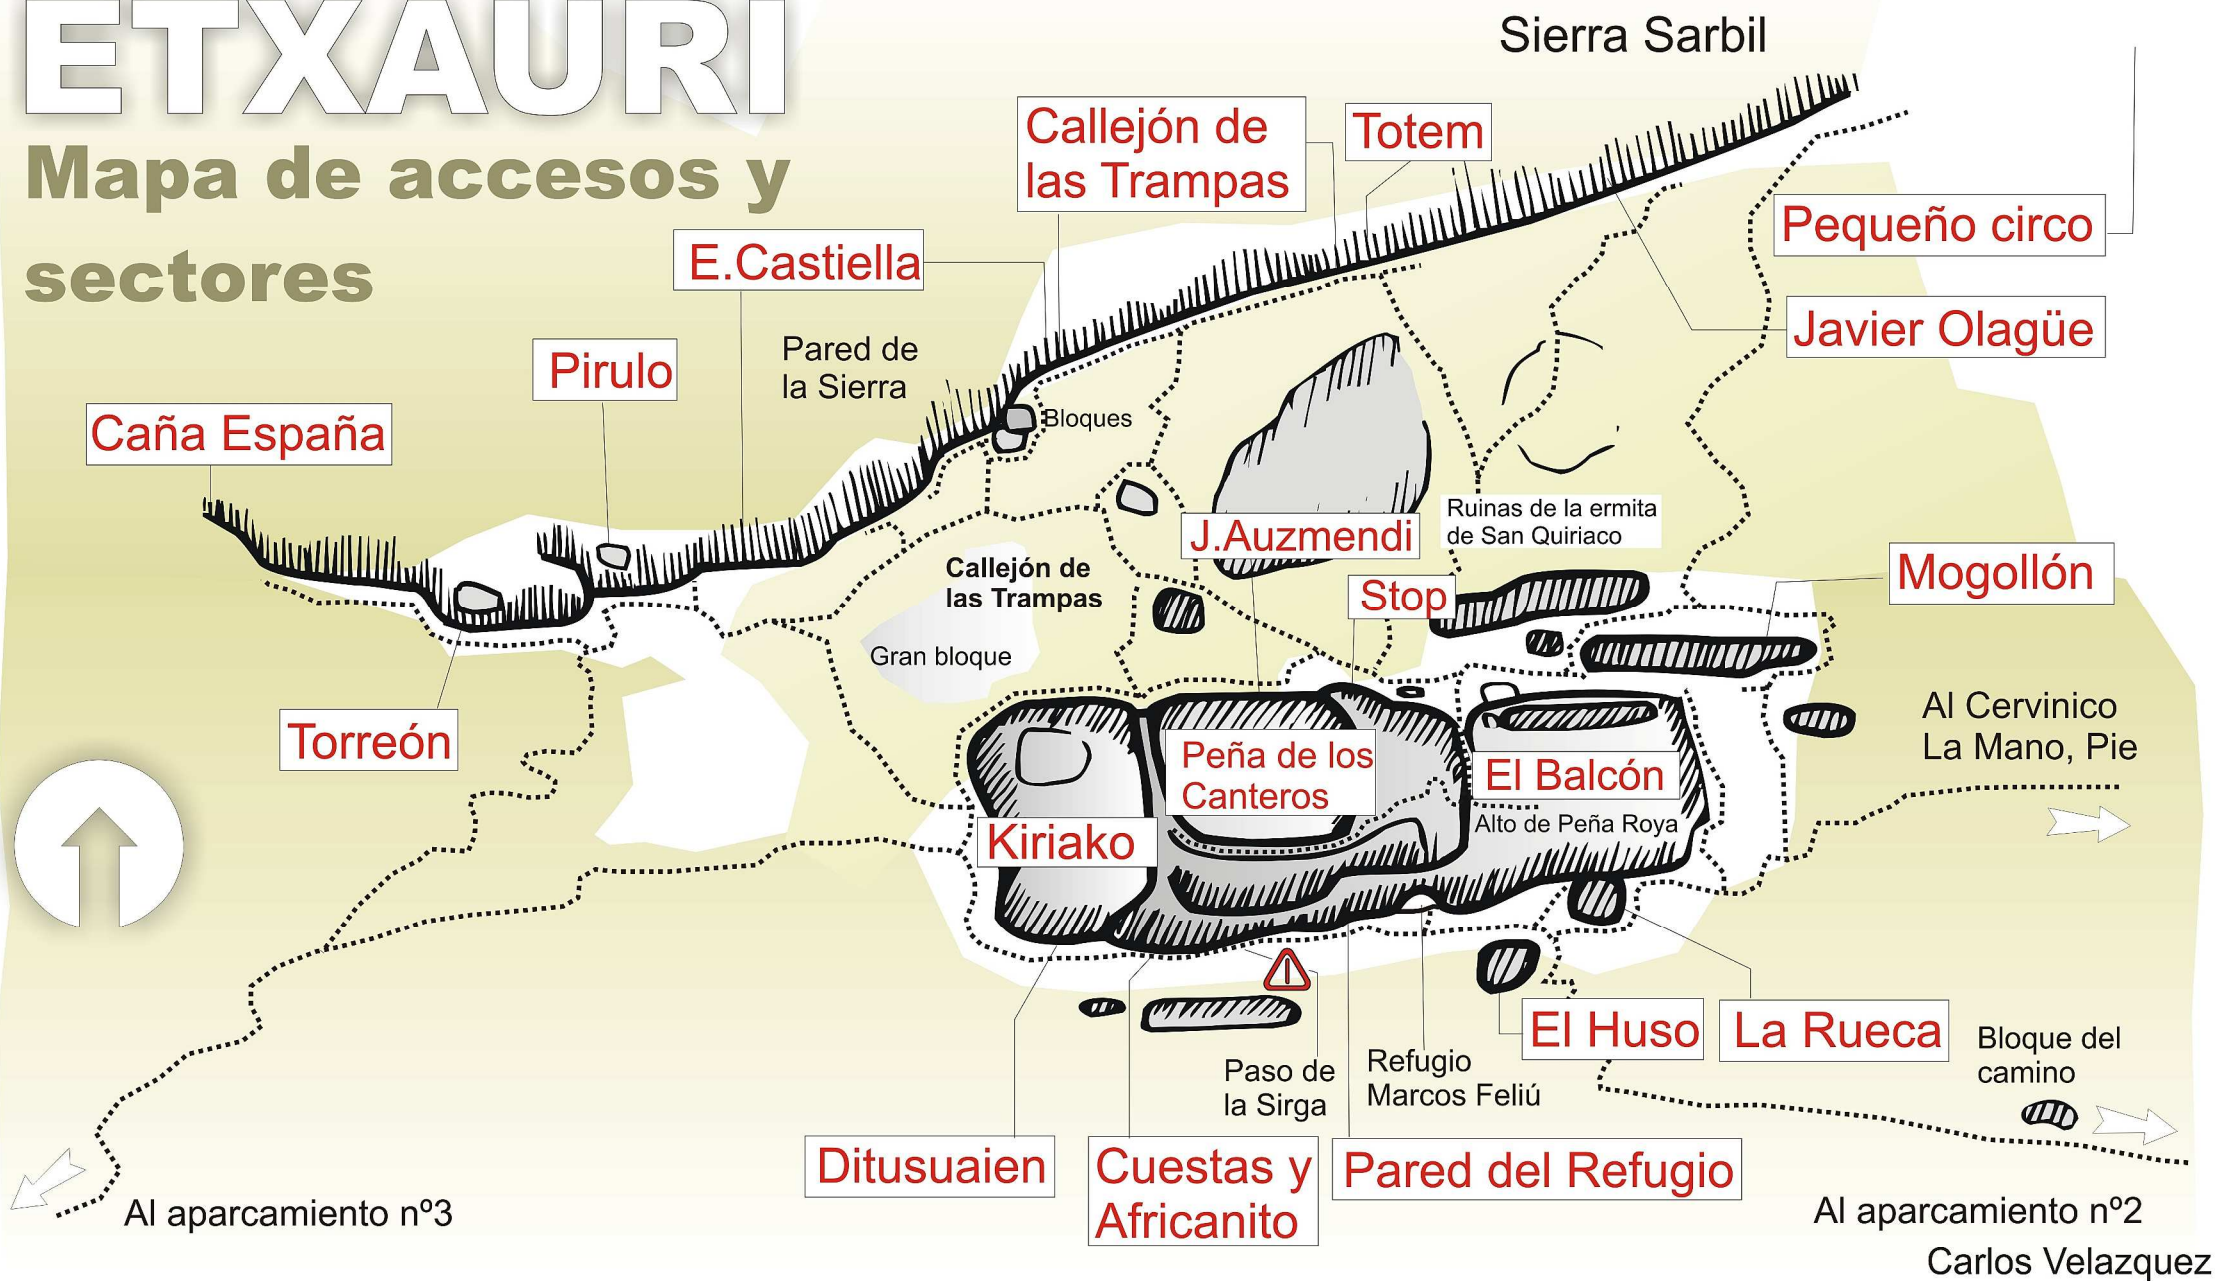 ETXAURI
Mapa de accesos y
sectores
Sierra Sarbil
Callejón de
las Trampas
Totem
Pequeño circo
E.Castiella
Javier Olagüe
Pared de
la Sierra
Pirulo
Caña España
Bloques
Ruinas de la ermita
de San Quiriaco
J.Auzmendi
Callejón de
las Trampas
Stop
Mogollón
Gran bloque
Torreón
Al Cervinico
La Mano, Pie
Peña de los
Canteros
El Balcón
Alto de Peña Roya
Kiriako
El Huso
La Rueca
Bloque del
camino
Paso de
la Sirga
Refugio
Marcos Feliú
Ditusuaien
Cuestas y
Africanito
Pared del Refugio
Al aparcamiento nº3
Al aparcamiento nº2
Carlos Velazquez